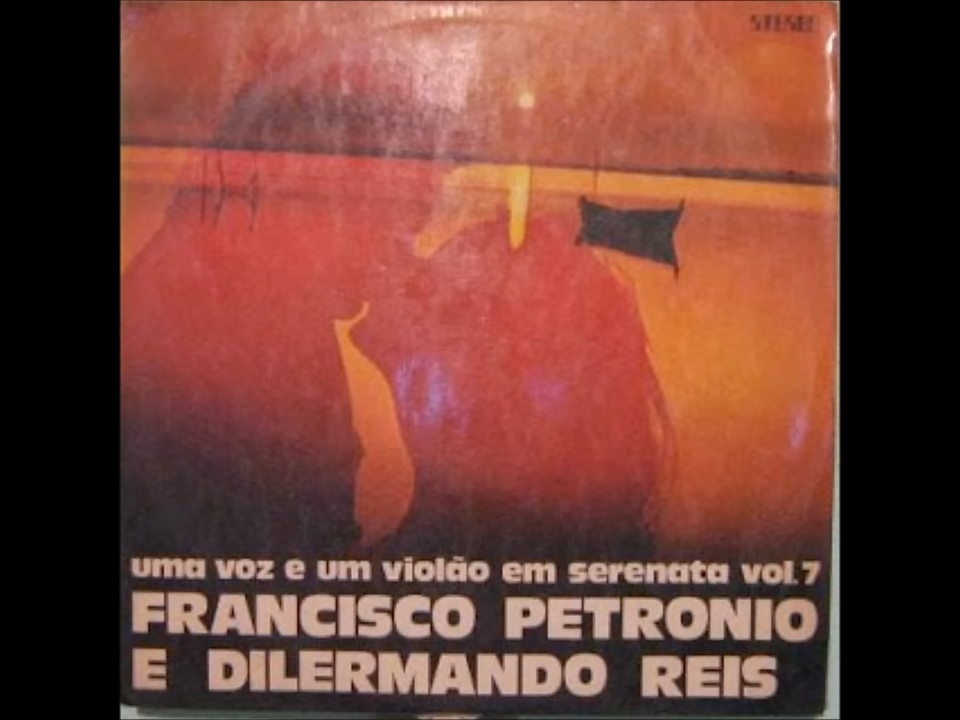 STEREO
uma voz e um violão em serenata vol.7
FRANCISCO PETRONIO
E DILERMANDO REIS